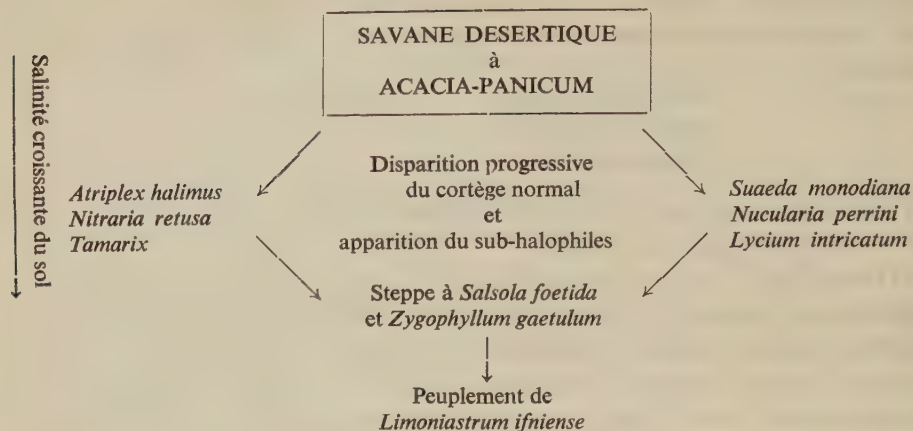 SAVANE DESERTIQUE
à
ACACIA-PANICUM
Salinité croissante du sol
Disparition progressive
du cortège normal
et
apparition du sub-halophiles
Atriplex halimus
Nitraria retusa
Tamarix
Suaeda monodiana
Nucularia perrini
Lycium intricatum
Steppe à Salsola foetida
et Zygophyllum gaetulum
Peuplement de
Limoniastrum ifniense